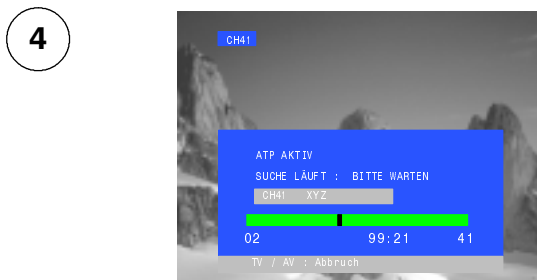 4
CH41
ATP AKTIV
SUCHE LÄUFT : BITTE WARTEN
CH41 XYZ
02 99:21 41
TV / AV : Abbruch